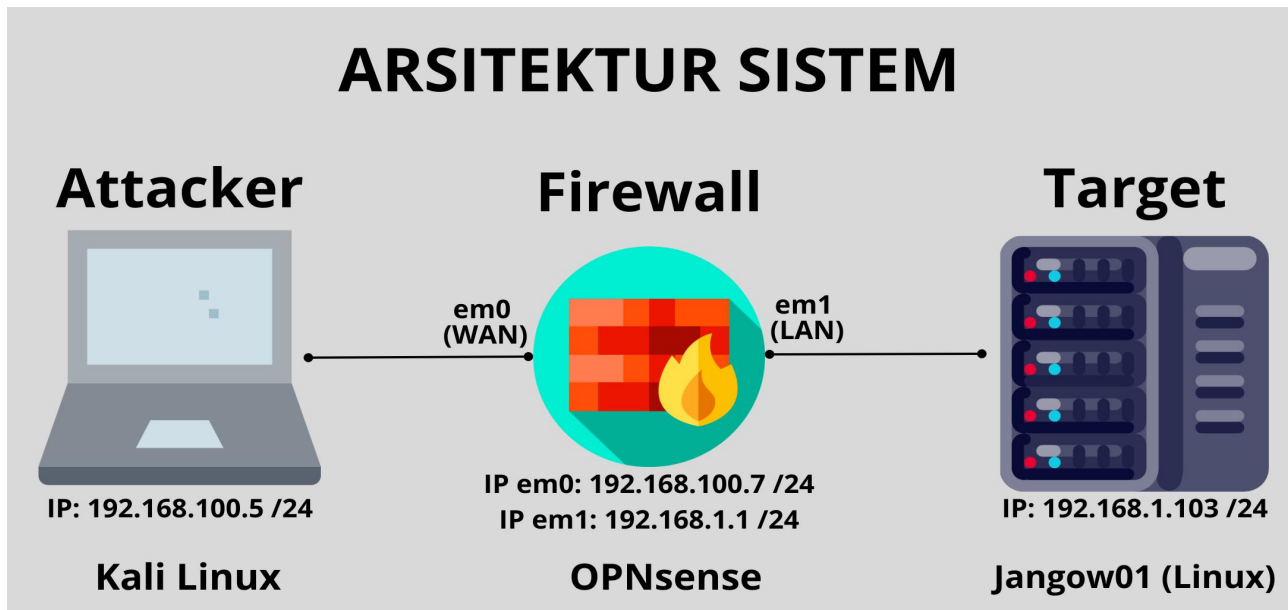 ARSITEKTUR SISTEM
Attacker
Firewall
Target
em0
(WAN)
em1
(LAN)
IP: 192.168.100.5 /24
IP em0: 192.168.100.7 /24
IP em1: 192.168.1.1 /24
IP: 192.168.1.103 /24
Kali Linux
OPNsense
Jangow01 (Linux)